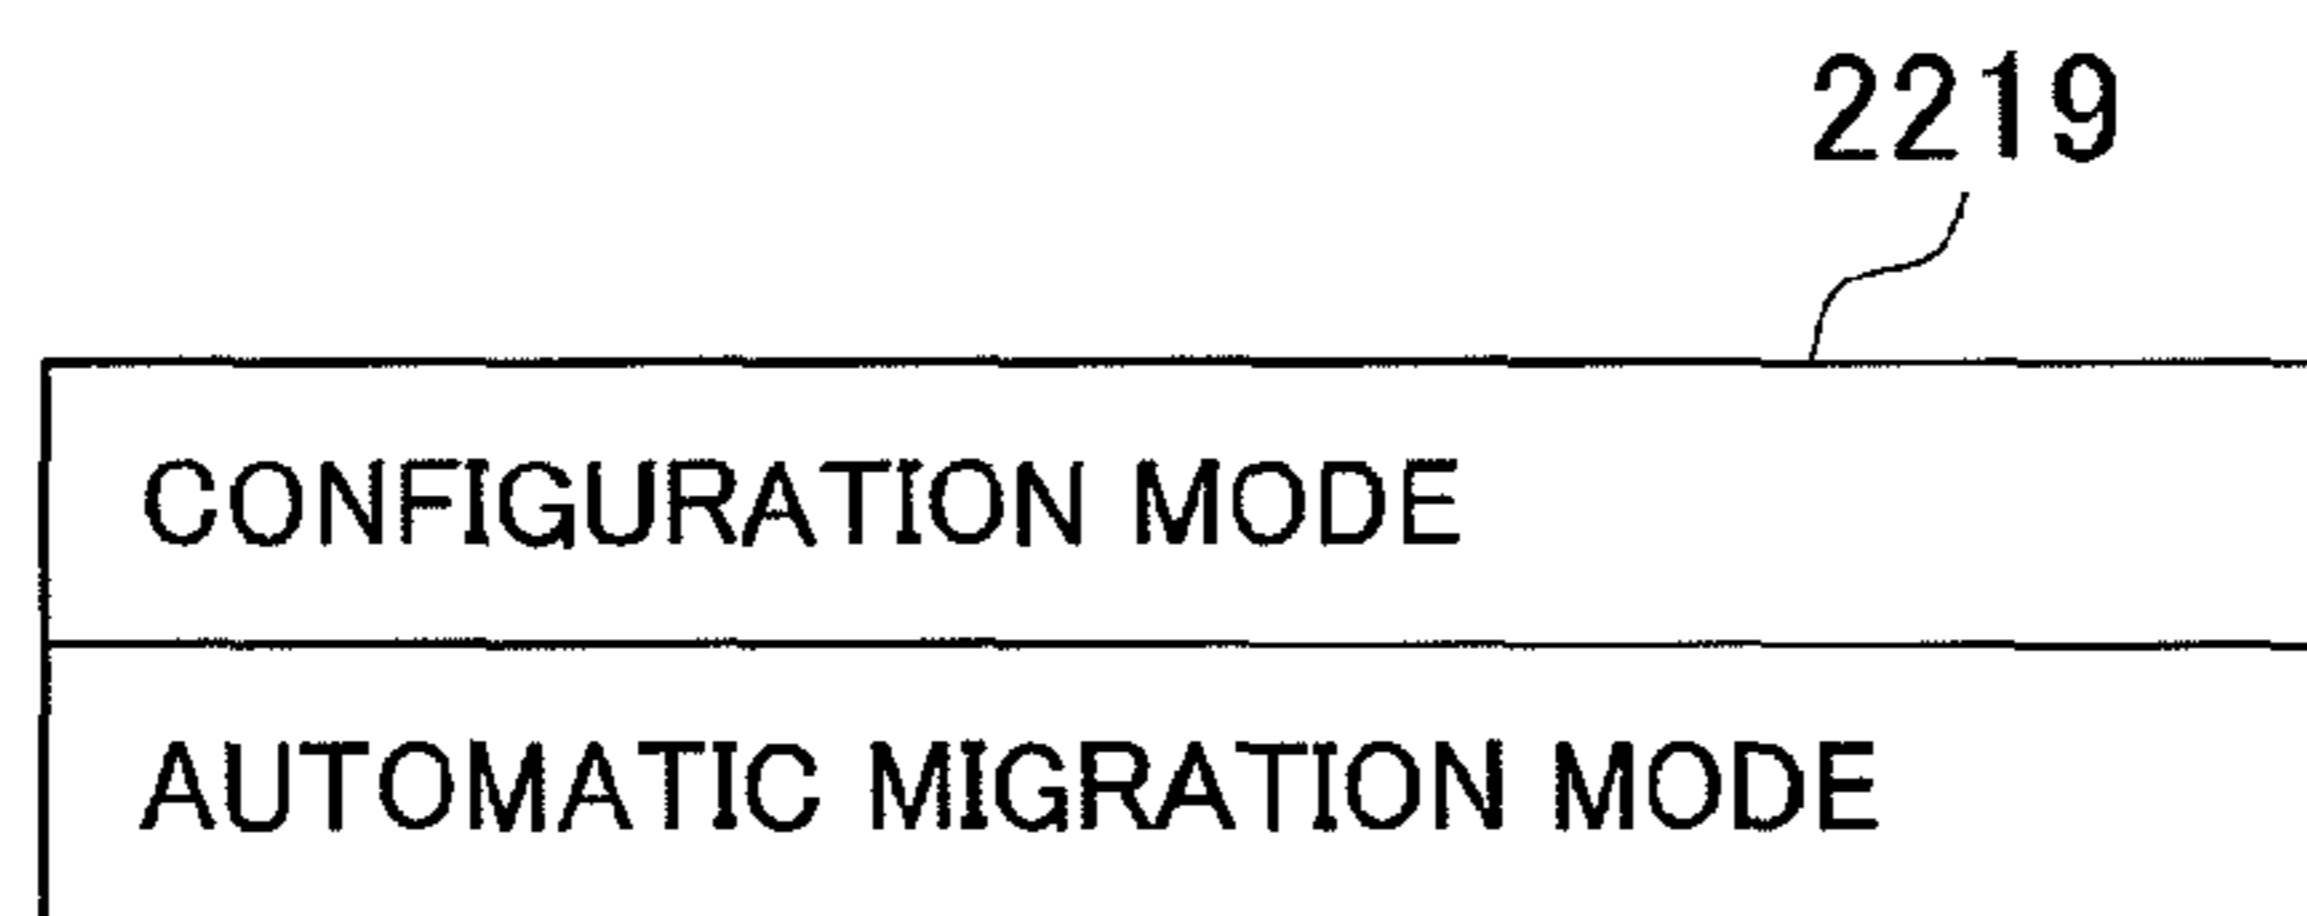 2219
CONFIGURATION MODE
AUTOMATIC MIGRATION MODE